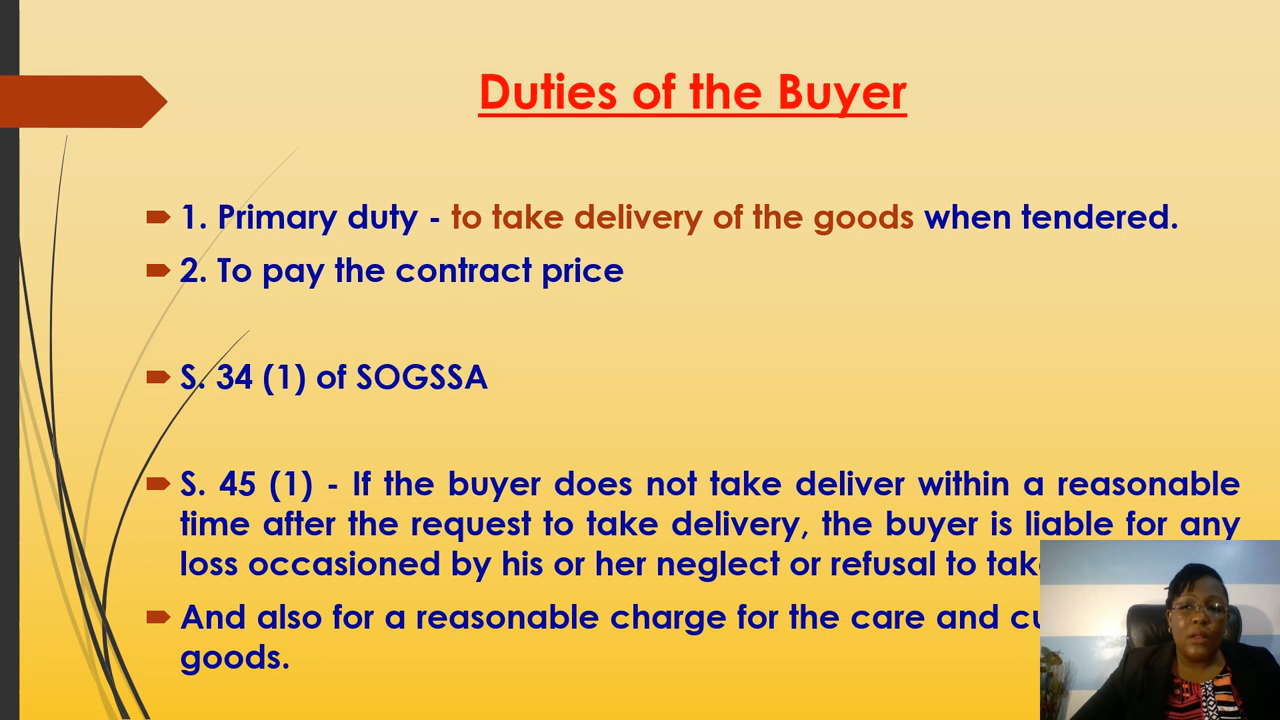 Duties of the Buyer
1. Primary duty - to take delivery of the goods when tendered.
2. To pay the contract price
S. 34 (1) of SOGSSA
S. 45 (1) - If the buyer does not take deliver within a reasonable
time after the request to take delivery, the buyer is liable for any
loss occasioned by his or her neglect or refusal to
And also for a reasonable charge for the care and
goods.